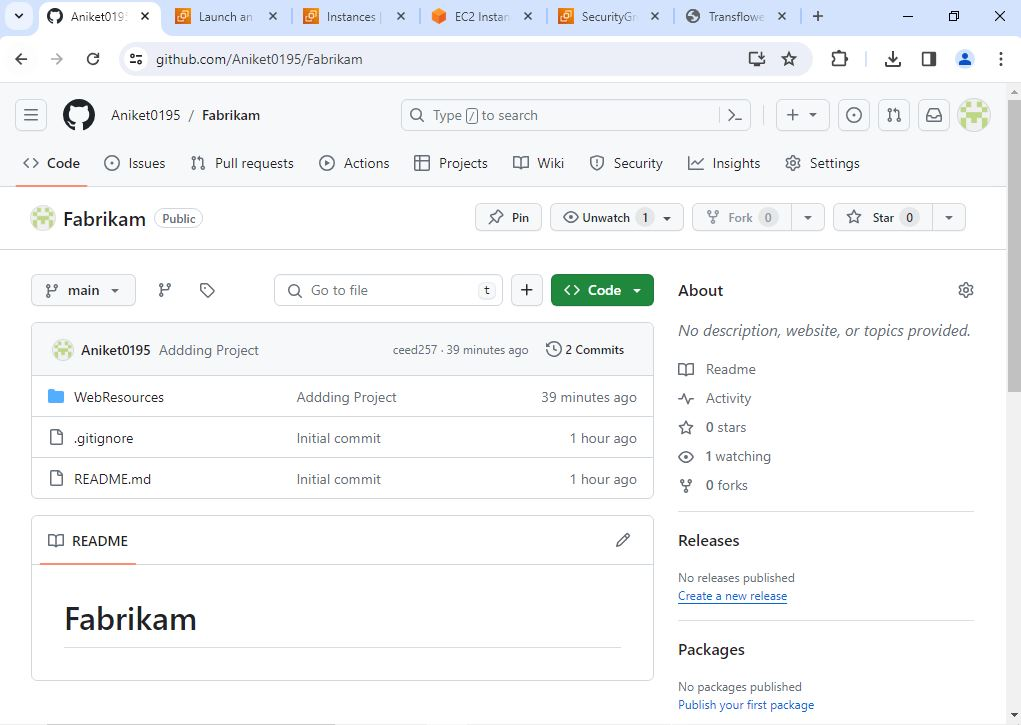 Aniket0195 Launch an Instances | EC2 Instan SecurityGr Transflowe
github.com/Aniket0195/Fabrikam
Aniket0195 / Fabrikam Type / to search
Code Issues Pull requests Actions Projects Wiki Security Insights Settings
Fabrikam Public Pin Unwatch 1 Fork 0 Star 0
main Go to file t Code
Aniket0195 Addding Project ceed257 · 39 minutes ago 2 Commits
WebResources Addding Project 39 minutes ago
.gitignore Initial commit 1 hour ago
README.md Initial commit 1 hour ago
README
Fabrikam
About
No description, website, or topics provided.
Readme
Activity
0 stars
1 watching
0 forks
Releases
No releases published
Create a new release
Packages
No packages published
Publish your first package